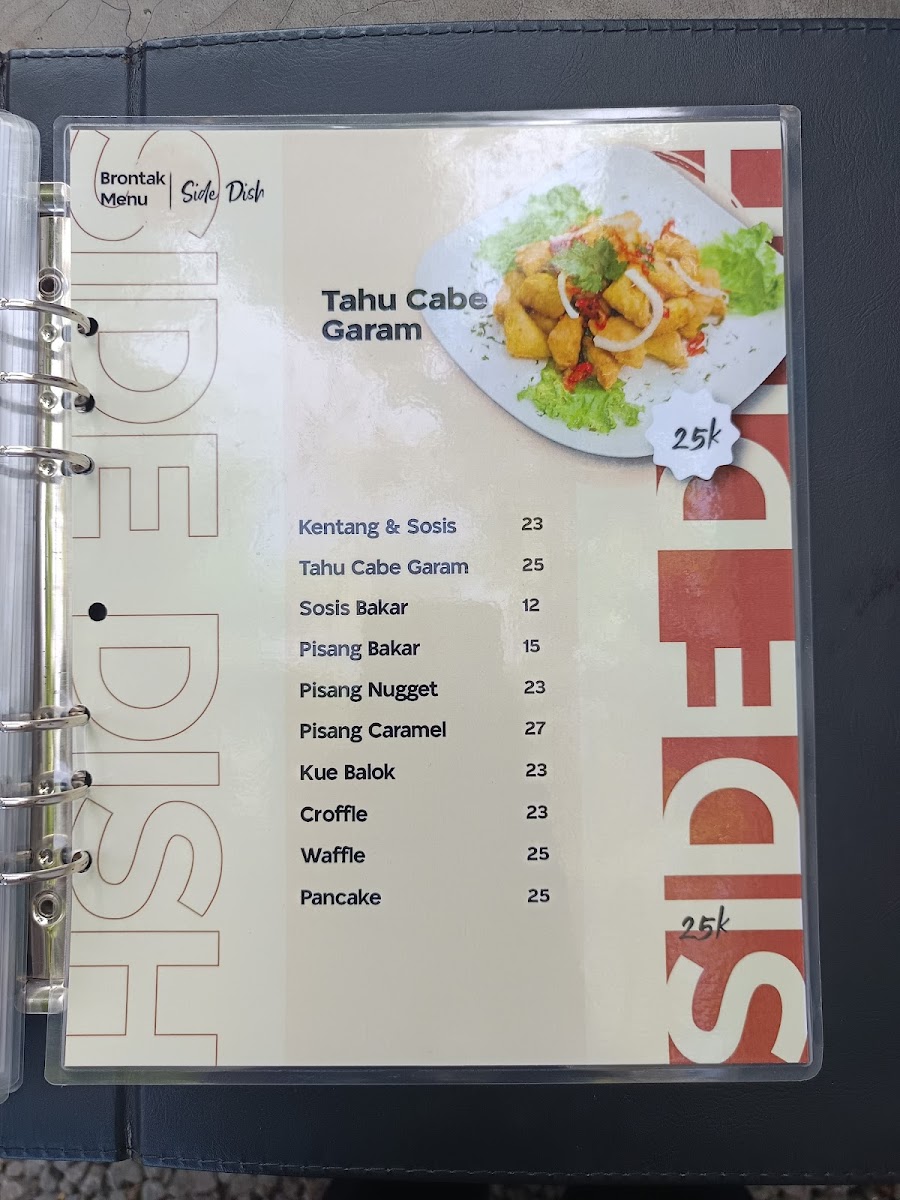 Brontak
Menu
Side Dish
SIDE DISH
Tahu Cabe
Garam
25k
Kentang & Sosis 23
Tahu Cabe Garam 25
Sosis Bakar 12
Pisang Bakar 15
Pisang Nugget 23
Pisang Caramel 27
Kue Balok 23
Croffle 23
Waffle 25
Pancake 25
SIDE DISH
25k